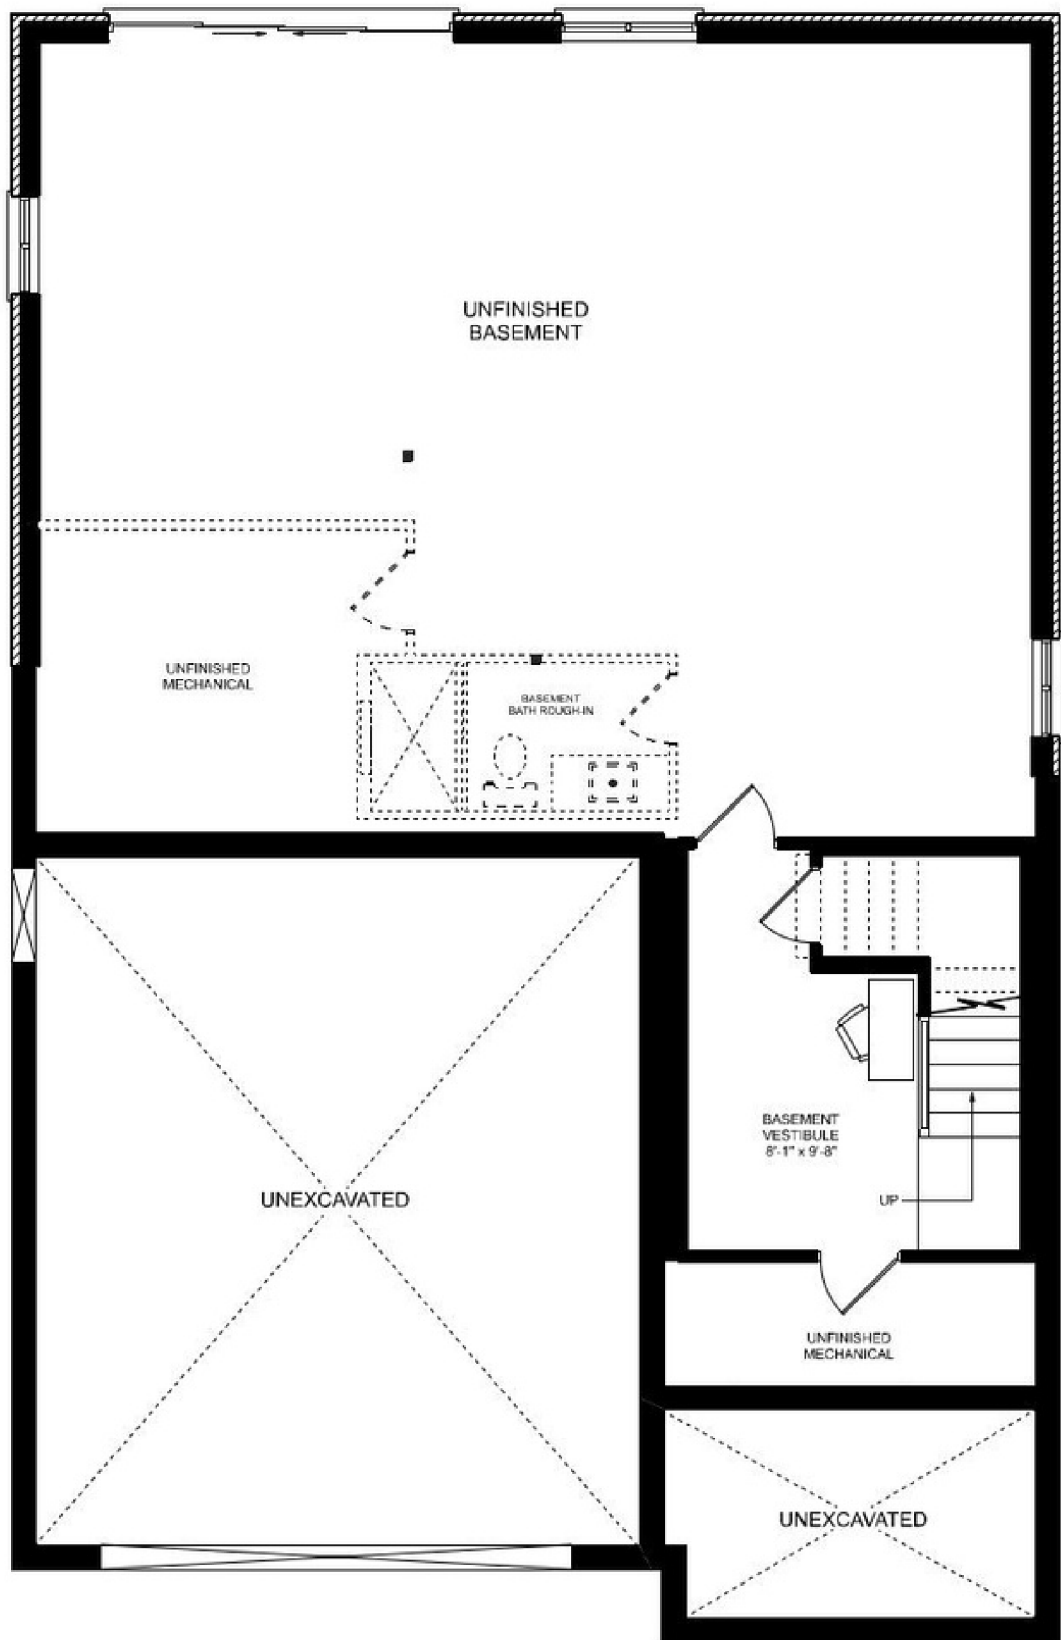 UNFINISHED
BASEMENT
UNFINISHED
MECHANICAL
BASEMENT
BATH ROUGH-IN
BASEMENT
VESTIBULE
8'-1" x 9'-8"
UP
UNEXCAVATED
UNFINISHED
MECHANICAL
UNEXCAVATED